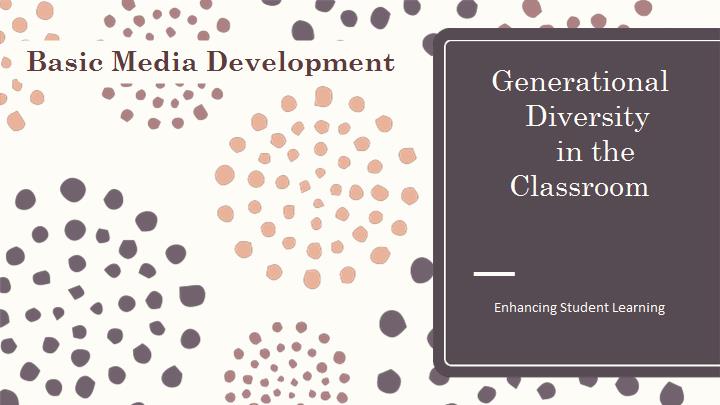 Basic Media Development
Generational
Diversity
in the
Classroom
Enhancing Student Learning